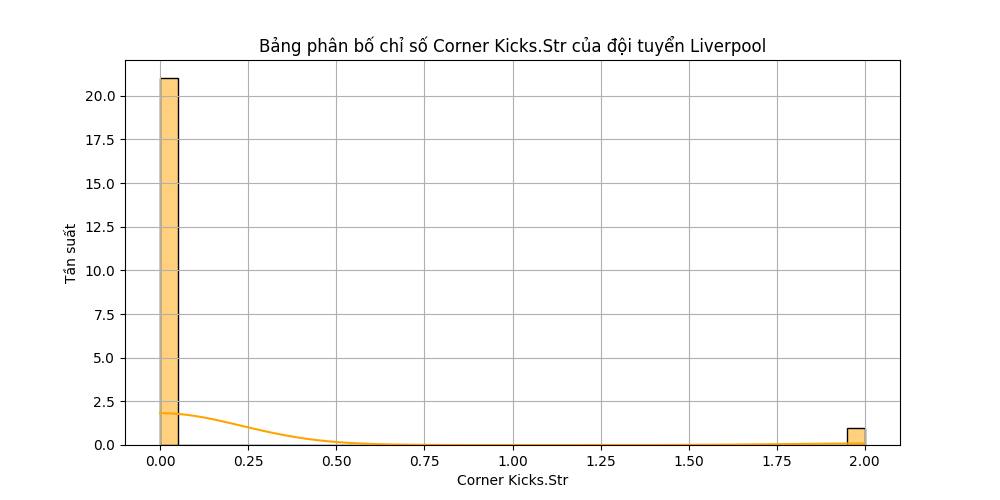 Bảng phân bố chỉ số Corner Kicks.Str của đội tuyển Liverpool
Tần suất
20.0
17.5
15.0
12.5
10.0
7.5
5.0
2.5
0.0
0.00 0.25 0.50 0.75 1.00 1.25 1.50 1.75 2.00
Corner Kicks.Str